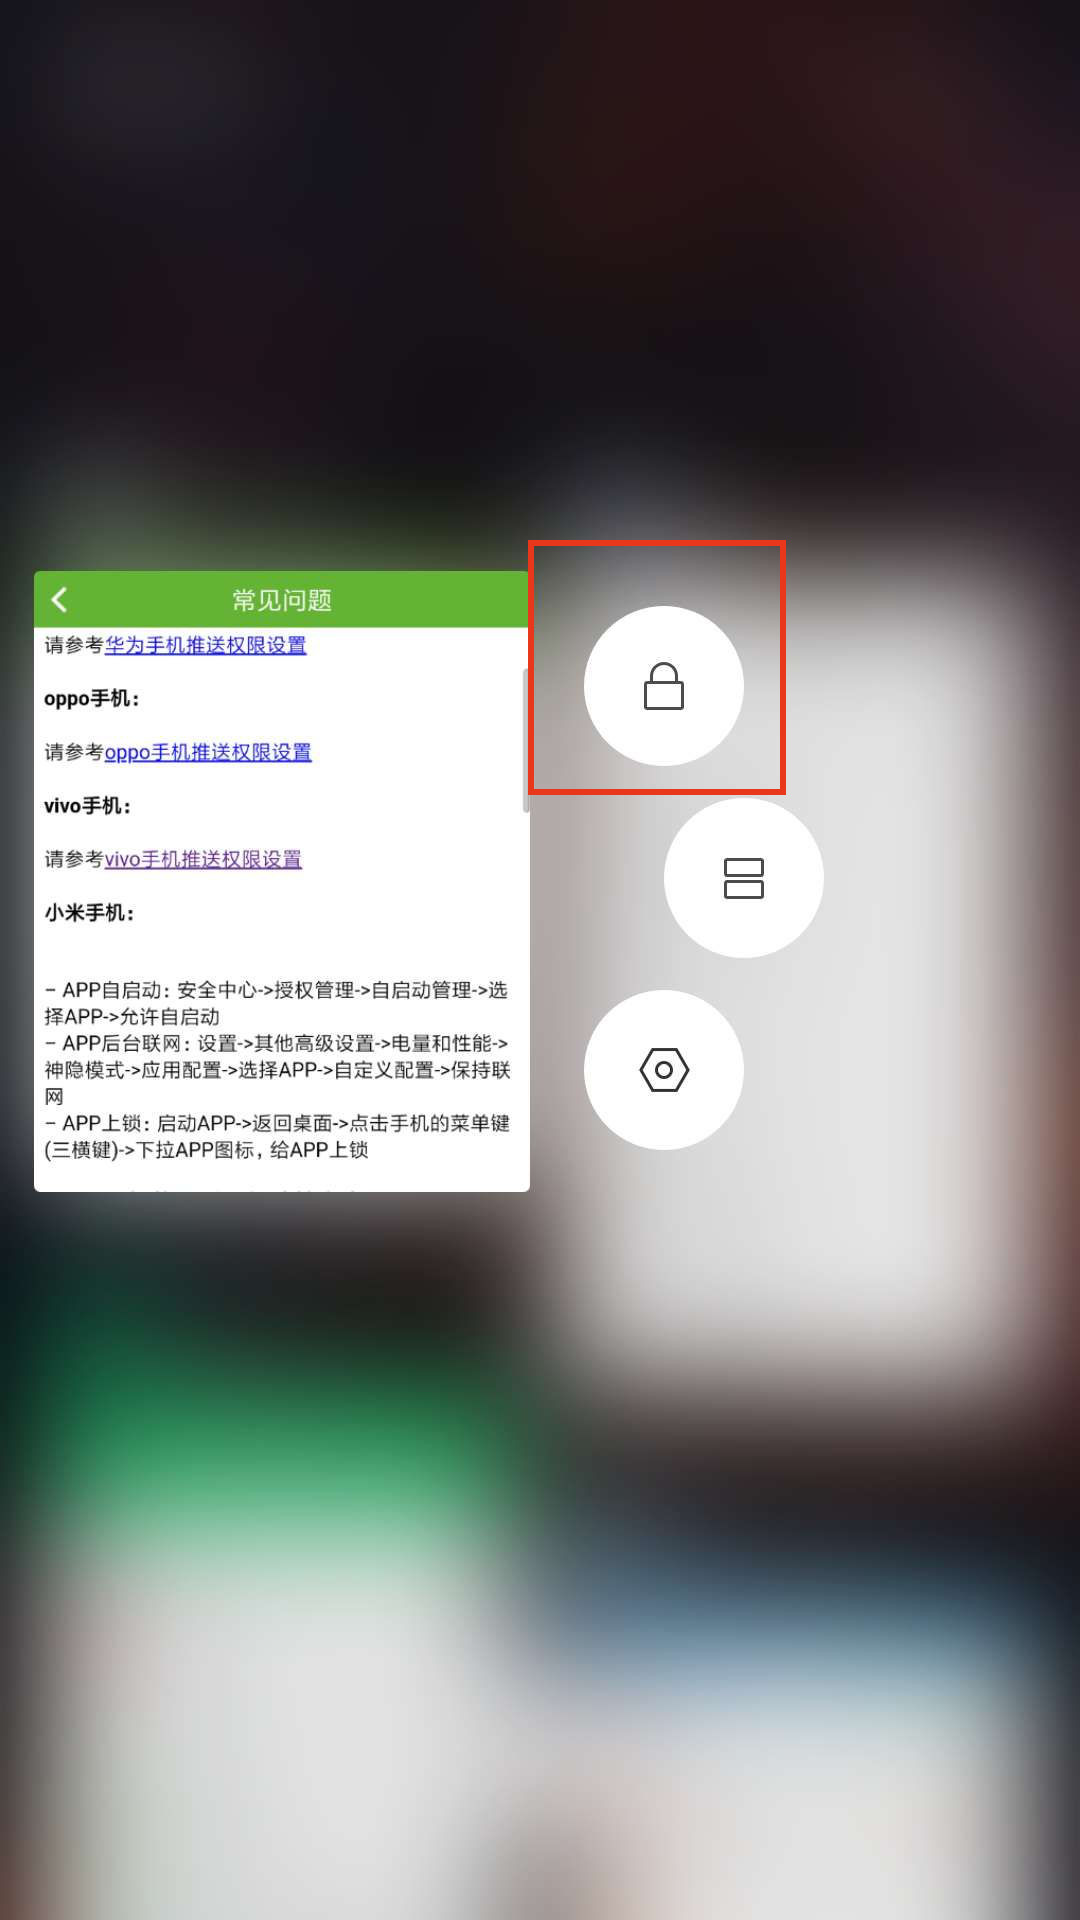 常见问题
请参考华为手机推送权限设置
oppo手机：
请参考oppo手机推送权限设置
vivo手机：
请参考vivo手机推送权限设置
小米手机：
- APP自启动：安全中心->授权管理->自启动管理->选
择APP->允许自启动
- APP后台联网：设置->其他高级设置->电量和性能->
神隐模式->应用配置->选择APP->自定义配置->保持联
网
- APP上锁：启动APP->返回桌面->点击手机的菜单键
(三横键)->下拉APP图标，给APP上锁